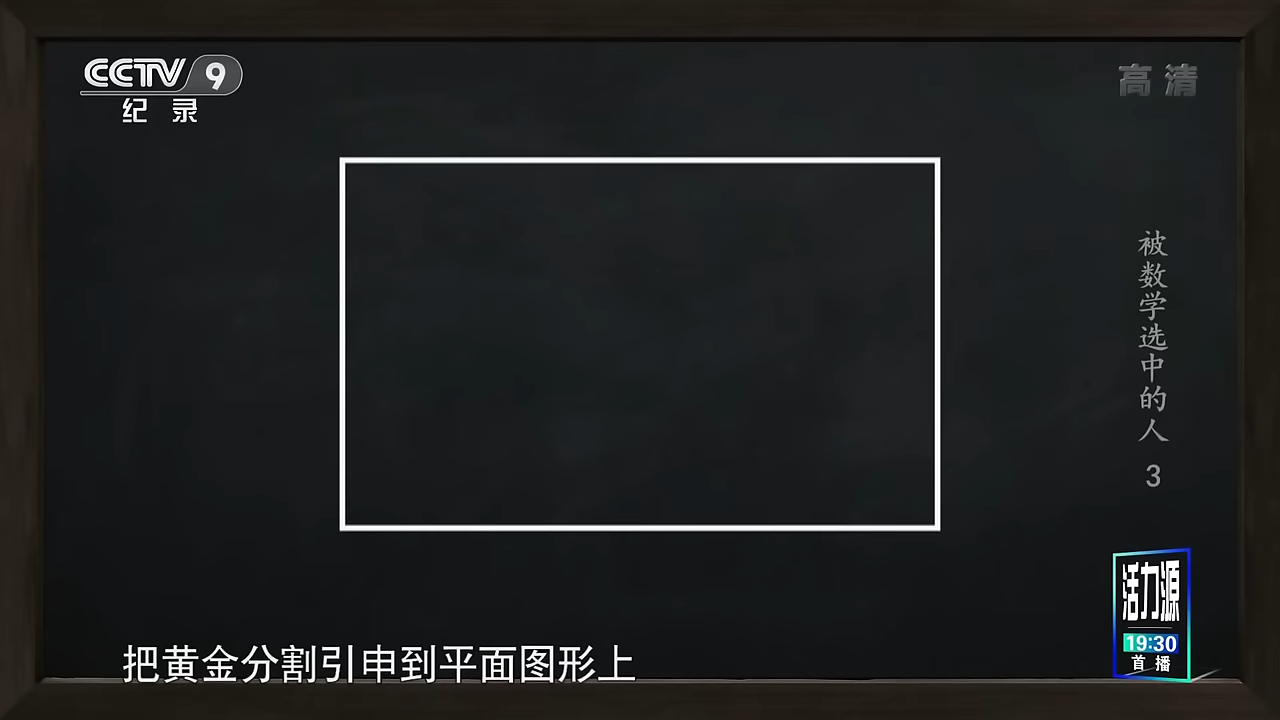 CCTV 9
纪录
高清
被数学选中的人 3
活力源
19:30
首播
把黄金分割引申到平面图形上